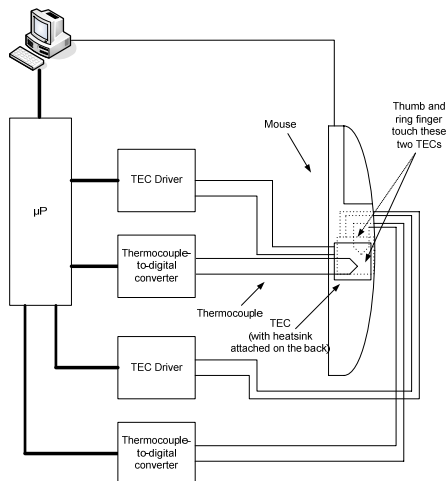 Thumb and
ring finger
touch these
two TECs
Mouse
µP
TEC Driver
Thermocouple-
to-digital
converter
Thermocouple
TEC
(with heatsink
attached on the back)
TEC Driver
Thermocouple-
to-digital
converter